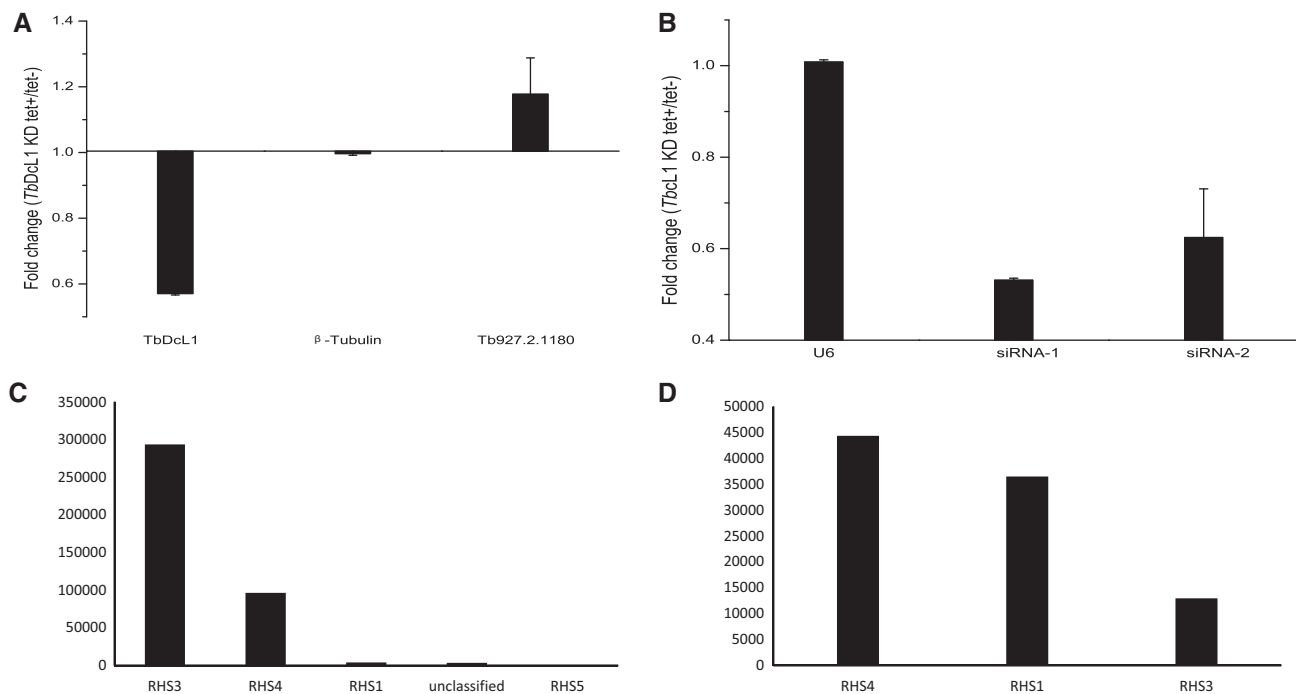 A
Fold change (TbDcL1 KD tet+/tet-)
1.4
1.2
1.0
0.8
0.6
TbDcL1
β-Tubulin
Tb927.2.1180
B
Fold change (TbcL1 KD tet+/tet-)
1.0
0.8
0.6
0.4
U6
siRNA-1
siRNA-2
C
350000
300000
250000
200000
150000
100000
50000
0
RHS3
RHS4
RHS1
unclassified
RHS5
D
50000
45000
40000
35000
30000
25000
20000
15000
10000
5000
0
RHS4
RHS1
RHS3